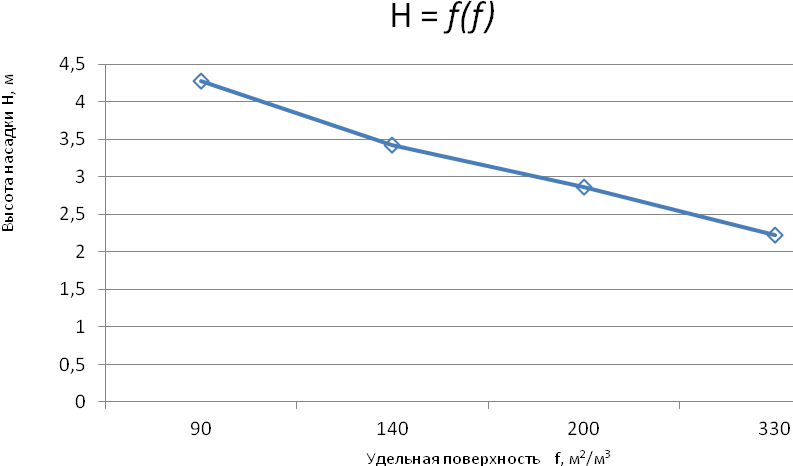 H = f(f)
Высота насадки H, м
4,5
4
3,5
3
2,5
2
1,5
1
0,5
0
90 140 200 330
Удельная поверхность f, м²/м³